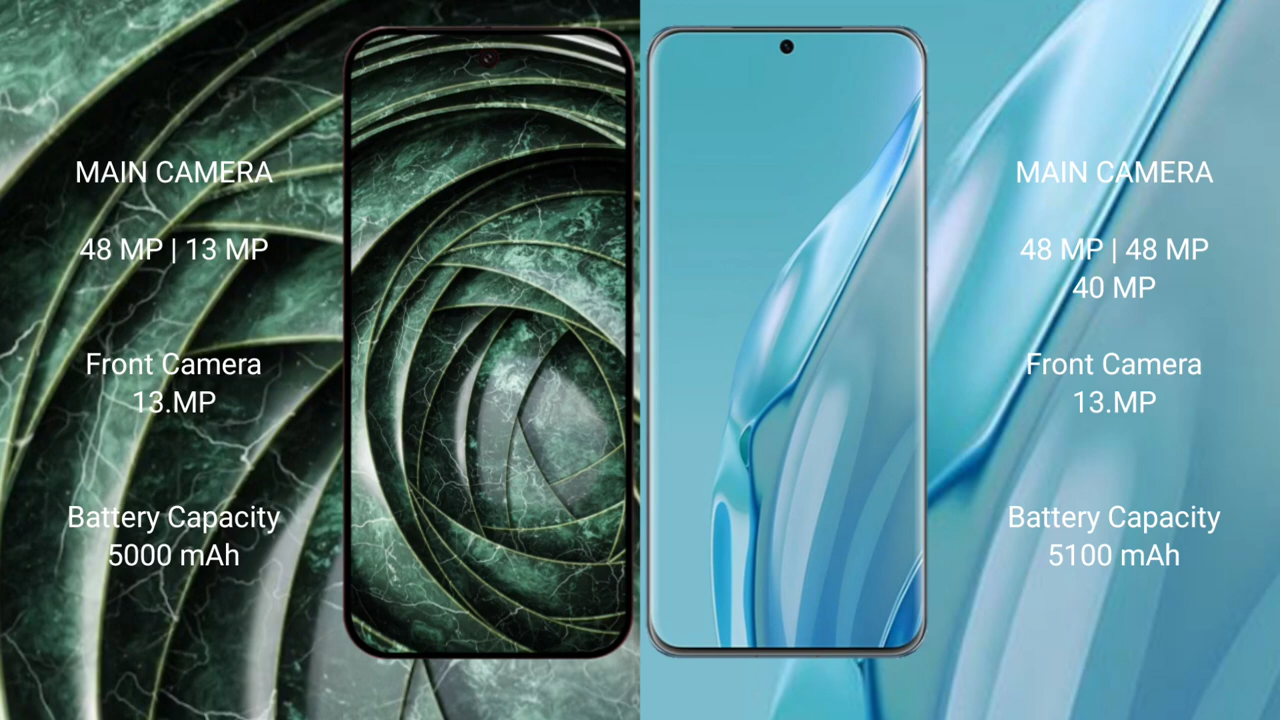 MAIN CAMERA
48 MP | 13 MP
Front Camera
13.MP
Battery Capacity
5000 mAh
MAIN CAMERA
48 MP | 48 MP
40 MP
Front Camera
13.MP
Battery Capacity
5100 mAh